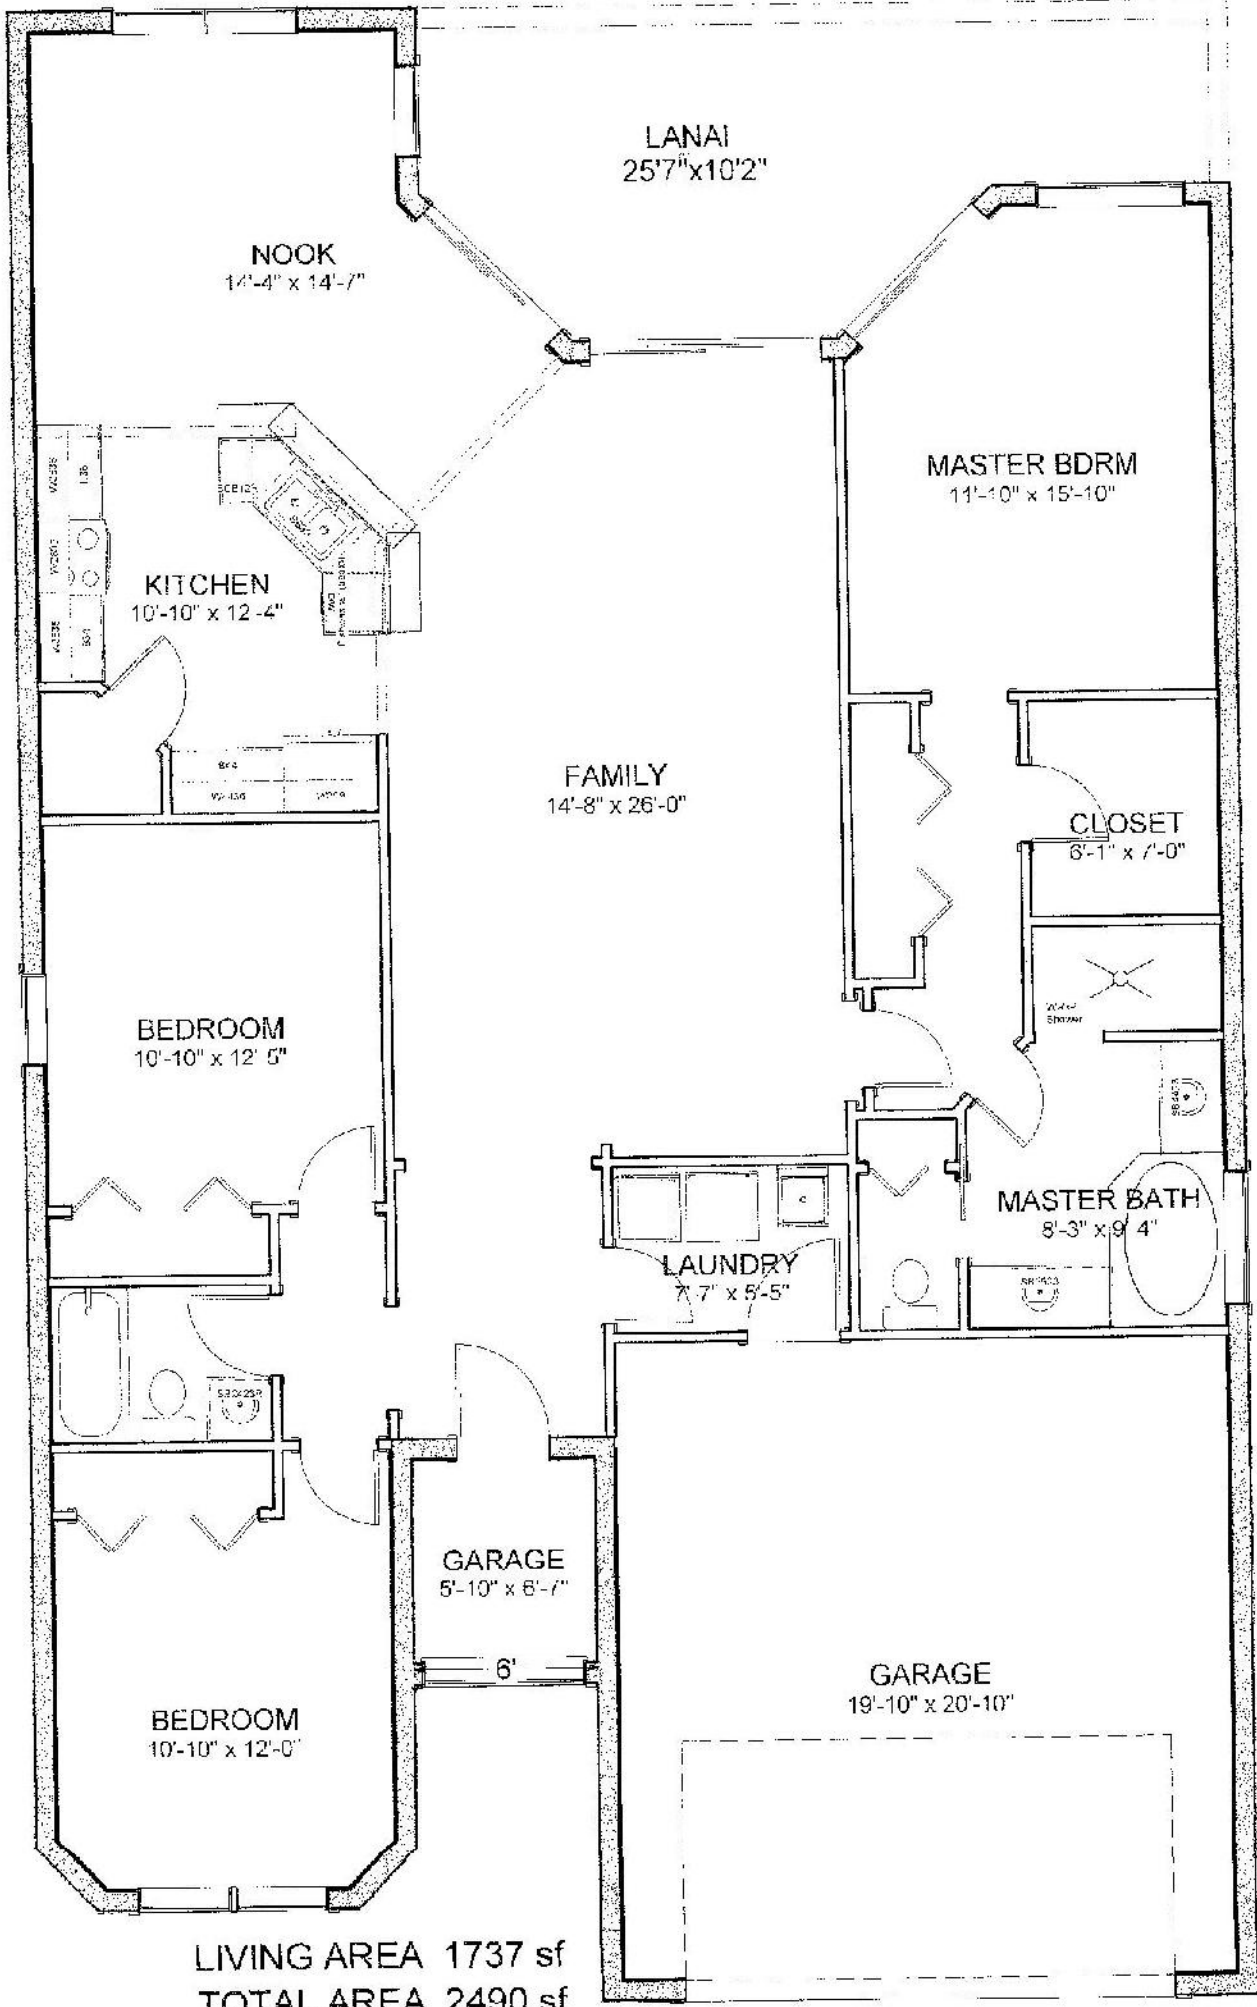 LANAI
25'7"x10'2"
NOOK
14'-4" x 14'-7"
MASTER BDRM
11'-10" x 15'-10"
KITCHEN
10'-10" x 12'-4"
FAMILY
14'-8" x 26'-0"
CLOSET
6'-1" x 7'-0"
Shower
BEDROOM
10'-10" x 12' 5"
MASTER BATH
8'-3" x 9' 4"
LAUNDRY
7'-7" x 5'-5"
GARAGE
5'-10" x 6'-7"
6'
GARAGE
19'-10" x 20'-10"
BEDROOM
10'-10" x 12'-0"
LIVING AREA 1737 sf
TOTAL AREA 2490 sf